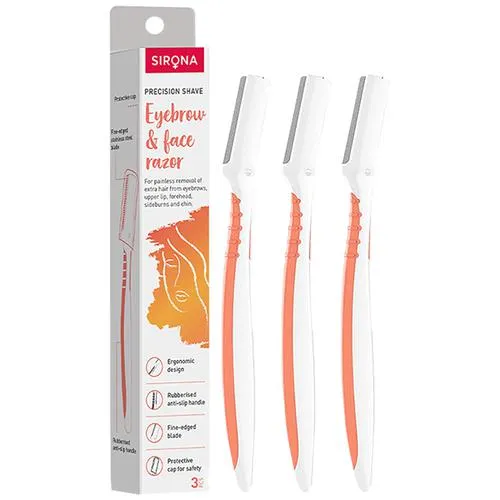 SIRONA
PRECISION SHAVE
Eyebrow
& face
razor
For painless removal of
extra hair from eyebrows,
upper lip, forehead,
sideburns and chin.
Ergonomic
design
Rubberised
anti-slip handle
Fine-edged
blade
Protective
cap for safety
3
Protective cap
Fine-edged
stainless steel
blade
Rubberised
anti-slip handle